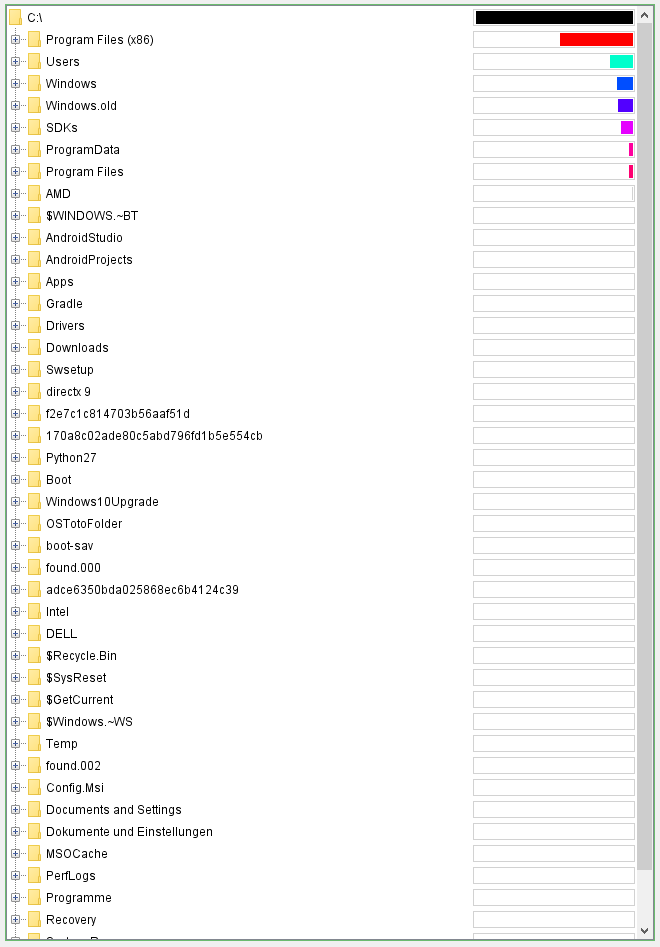 C:\
Program Files (x86)
Users
Windows
Windows.old
SDKs
ProgramData
Program Files
AMD
$WINDOWS.~BT
AndroidStudio
AndroidProjects
Apps
Gradle
Drivers
Downloads
Swsetup
directx 9
f2e7c1c814703b56aaf51d
170a8c02ade80c5abd796fd1b5e554cb
Python27
Boot
Windows10Upgrade
OSTotoFolder
boot-sav
found.000
adce6350bda025868ec6b4124c39
Intel
DELL
$Recycle.Bin
$SysReset
$GetCurrent
$Windows.~WS
Temp
found.002
Config.Msi
Documents and Settings
Dokumente und Einstellungen
MSOCache
PerfLogs
Programme
Recovery